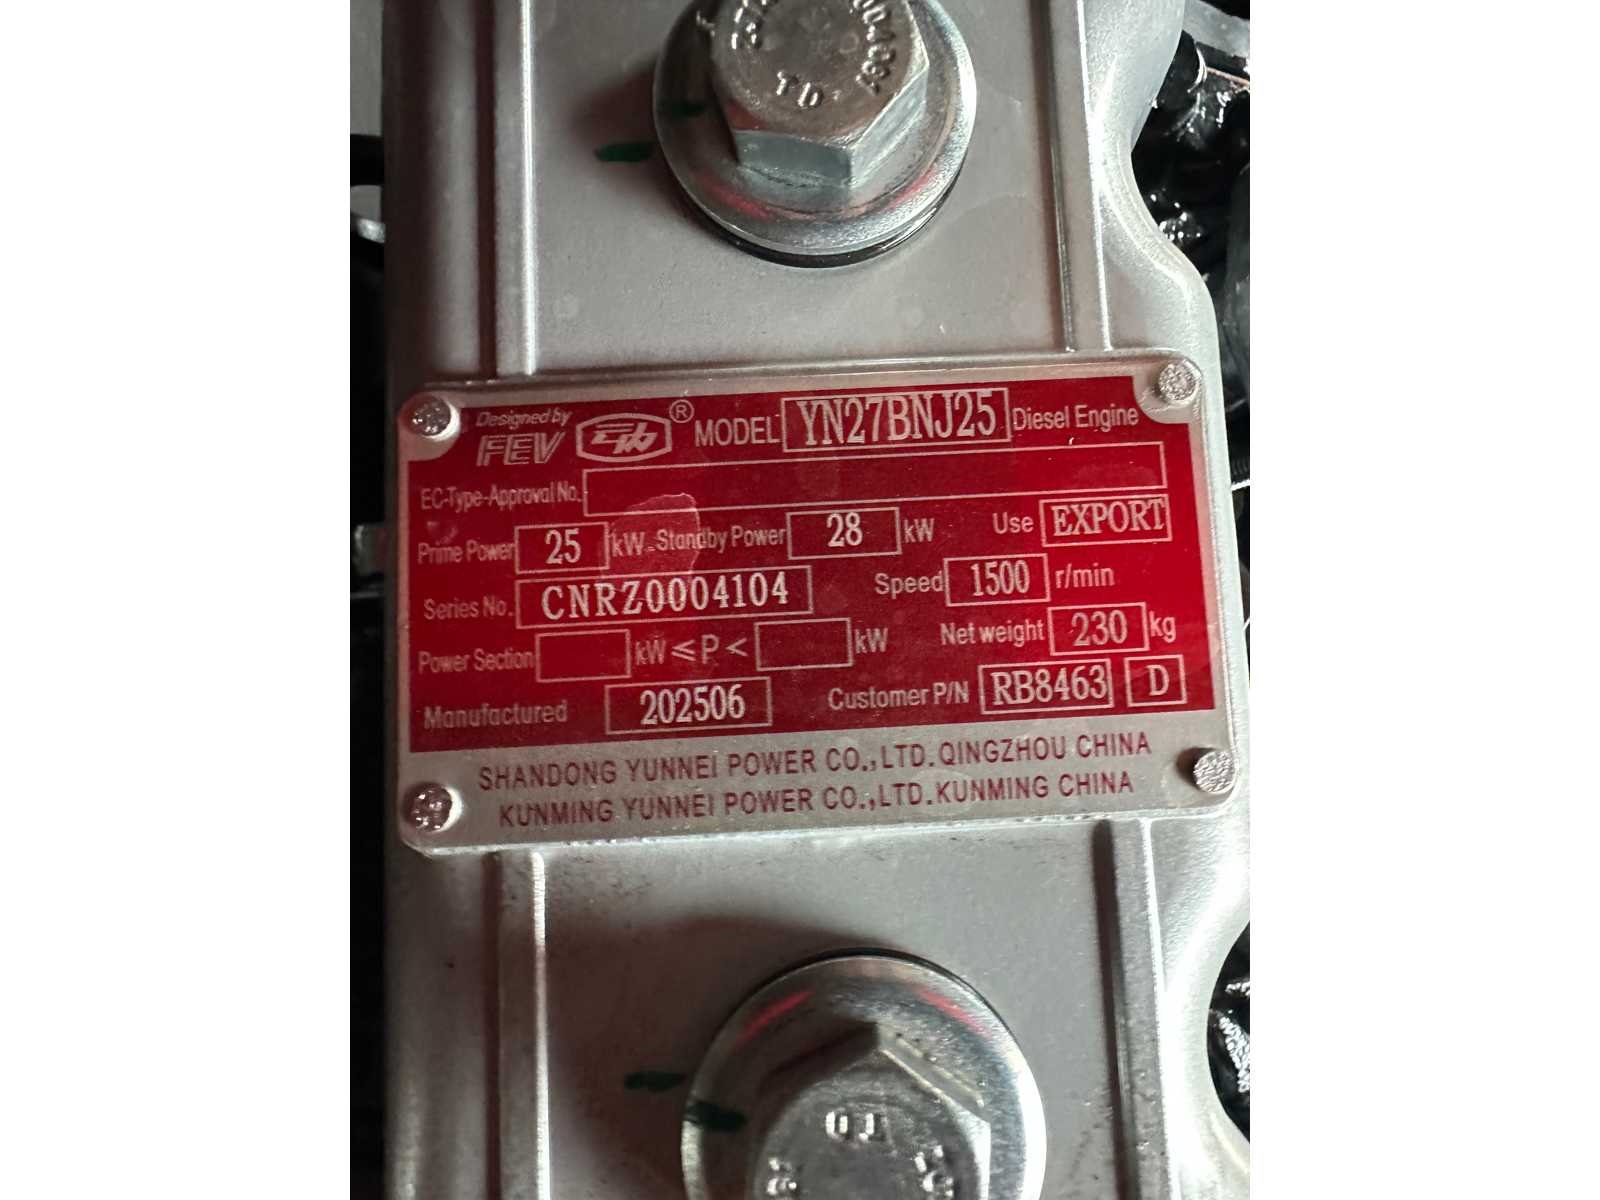 TD
Designed by
FEV ® MODEL YN27BNJ25 Diesel Engine
EC-Type-Approval No.
Prime Power 25 kW Standby Power 28 kW Use EXPORT
Series No. CNRZ0004104 Speed 1500 r/min
Power Section kW ≤ P < kW Net weight 230 kg
Manufactured 202506 Customer P/N RB8463 D
SHANDONG YUNNEI POWER CO.,LTD.QINGZHOU CHINA
KUNMING YUNNEI POWER CO.,LTD.KUNMING CHINA
TD